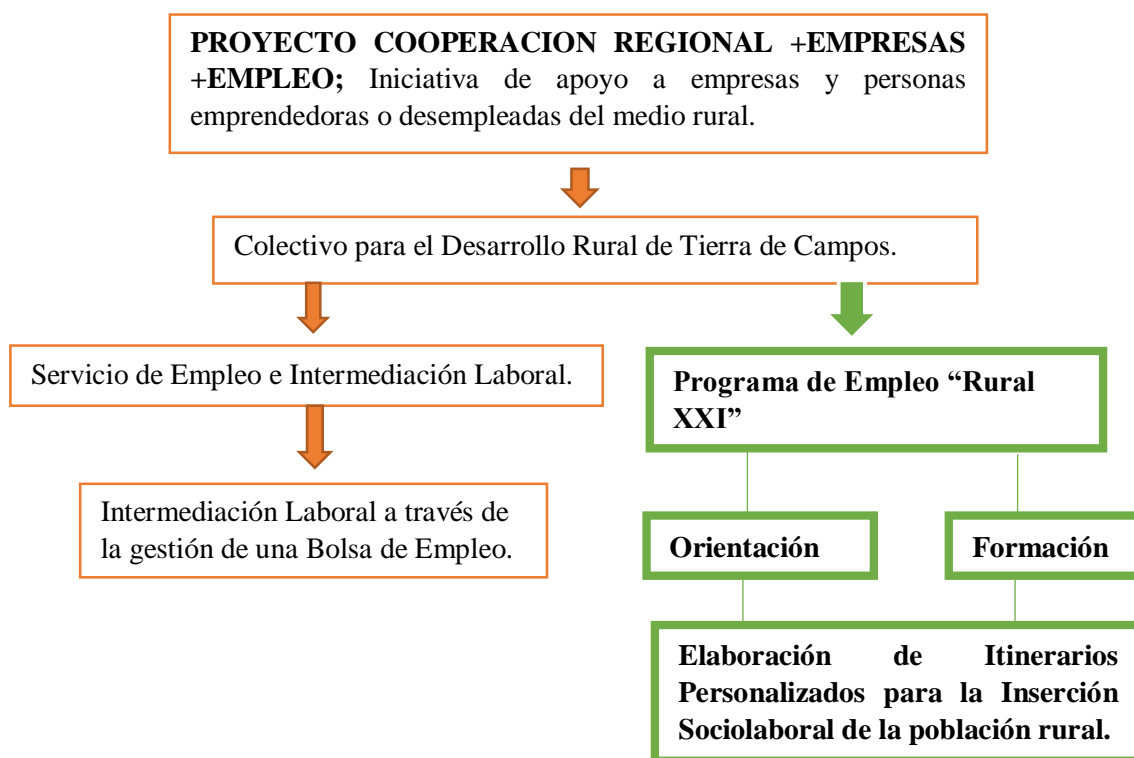 PROYECTO COOPERACION REGIONAL +EMPRESAS
+EMPLEO; Iniciativa de apoyo a empresas y personas
emprendedoras o desempleadas del medio rural.
Colectivo para el Desarrollo Rural de Tierra de Campos.
Servicio de Empleo e Intermediación Laboral.
Intermediación Laboral a través de
la gestión de una Bolsa de Empleo.
Programa de Empleo “Rural
XXI”
Orientación
Formación
Elaboración de Itinerarios
Personalizados para la Inserción
Sociolaboral de la población rural.